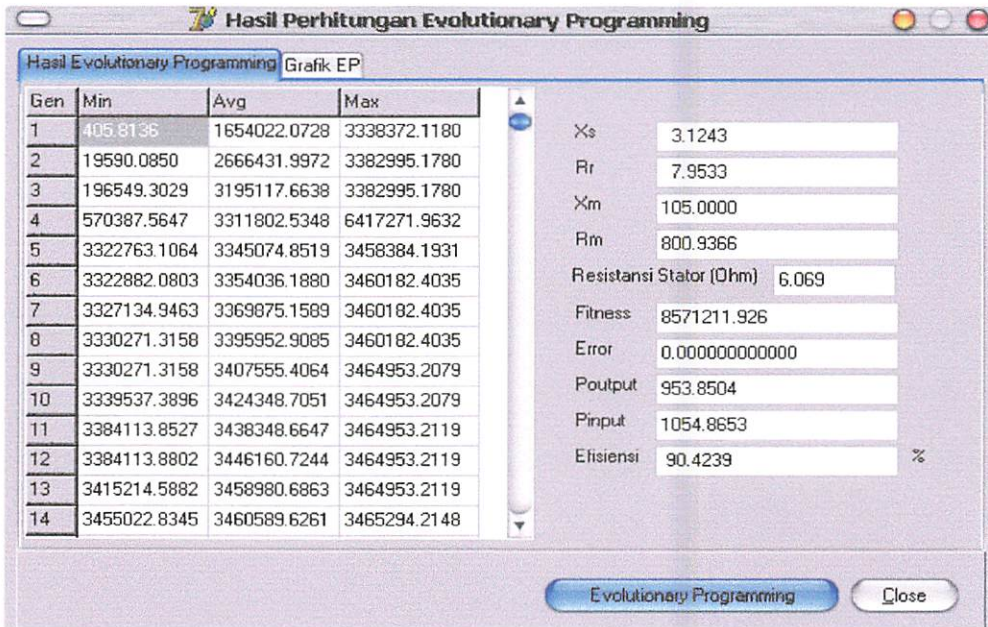 Hasil Perhitungan Evolutionary Programming
Hasil Evolutionary Programming Grafik EP
Gen Min Avg Max
1 405.8136 1654022.0728 3338372.1180
2 19590.0850 2666431.9972 3382995.1780
3 196549.3029 3195117.6638 3382995.1780
4 570387.5647 3311802.5348 6417271.9632
5 3322763.1064 3345074.8519 3458384.1931
6 3322882.0803 3354036.1880 3460182.4035
7 3327134.9463 3369875.1589 3460182.4035
8 3330271.3158 3395952.9085 3460182.4035
9 3330271.3158 3407555.4064 3464953.2079
10 3339537.3896 3424348.7051 3464953.2079
11 3384113.8527 3438348.6647 3464953.2119
12 3384113.8802 3446160.7244 3464953.2119
13 3415214.5882 3458980.6863 3464953.2119
14 3455022.8345 3460589.6261 3465294.2148
Xs 3.1243
Rr 7.9533
Xm 105.0000
Rm 800.9366
Resistansi Stator (Ohm) 6.069
Fitness 8571211.926
Error 0.000000000000
Poutput 953.8504
Pinput 1054.8653
Efisiensi 90.4239 %
Evolutionary Programming Close